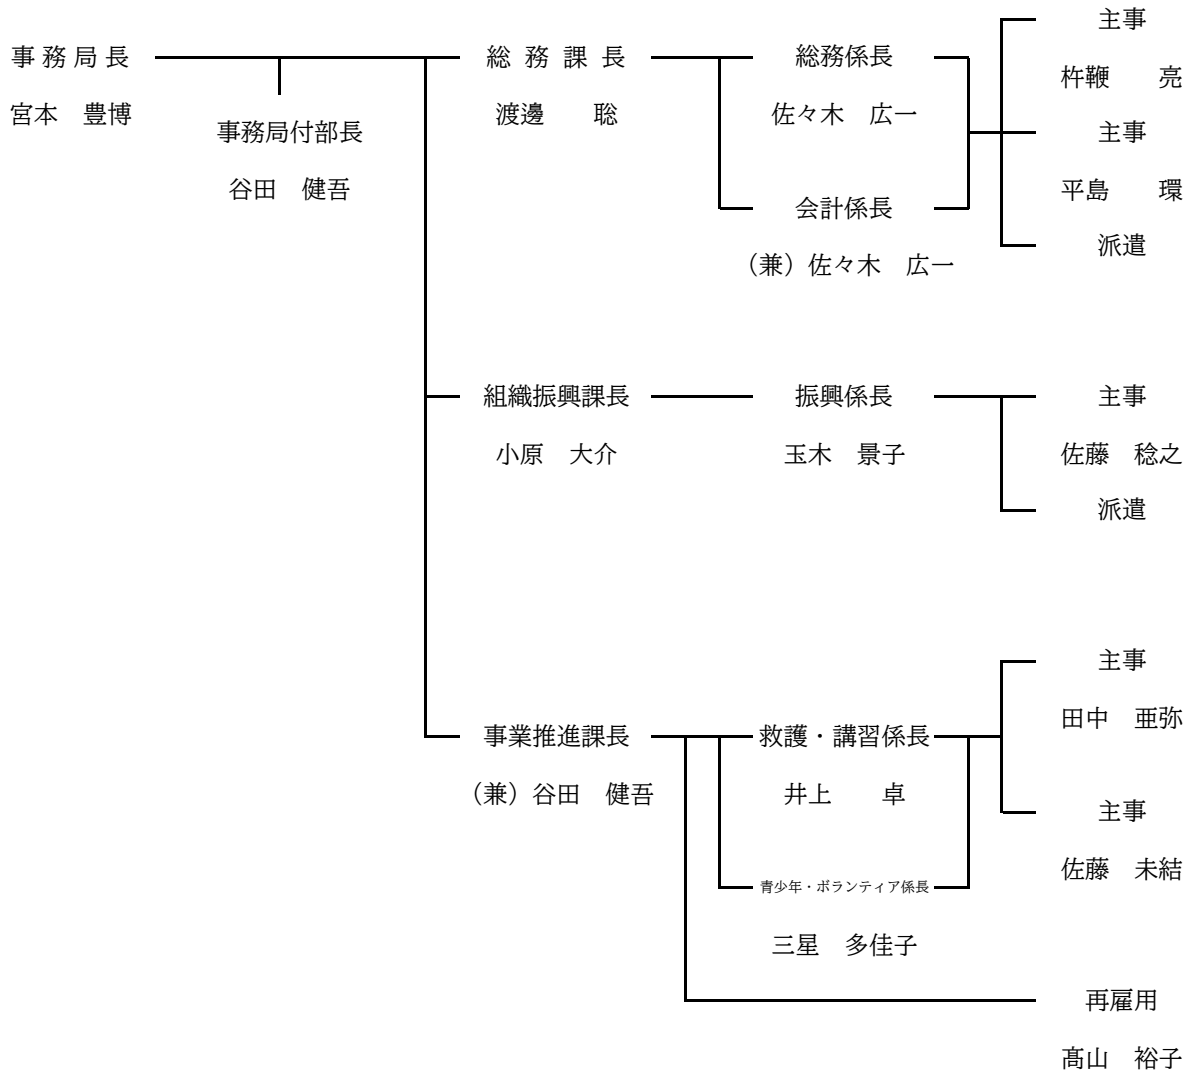 事務局長
宮本　豊博
事務局付部長
谷田　健吾
総務課長
渡邊　　聡
総務係長
佐々木　広一
会計係長
（兼）佐々木　広一
主事
杵鞭　　亮
主事
平島　　環
派遣
組織振興課長
小原　大介
振興係長
玉木　景子
主事
佐藤　稔之
派遣
事業推進課長
（兼）谷田　健吾
救護・講習係長
井上　　卓
青少年・ボランティア係長
三星　多佳子
主事
田中　亜弥
主事
佐藤　未結
再雇用
髙山　裕子